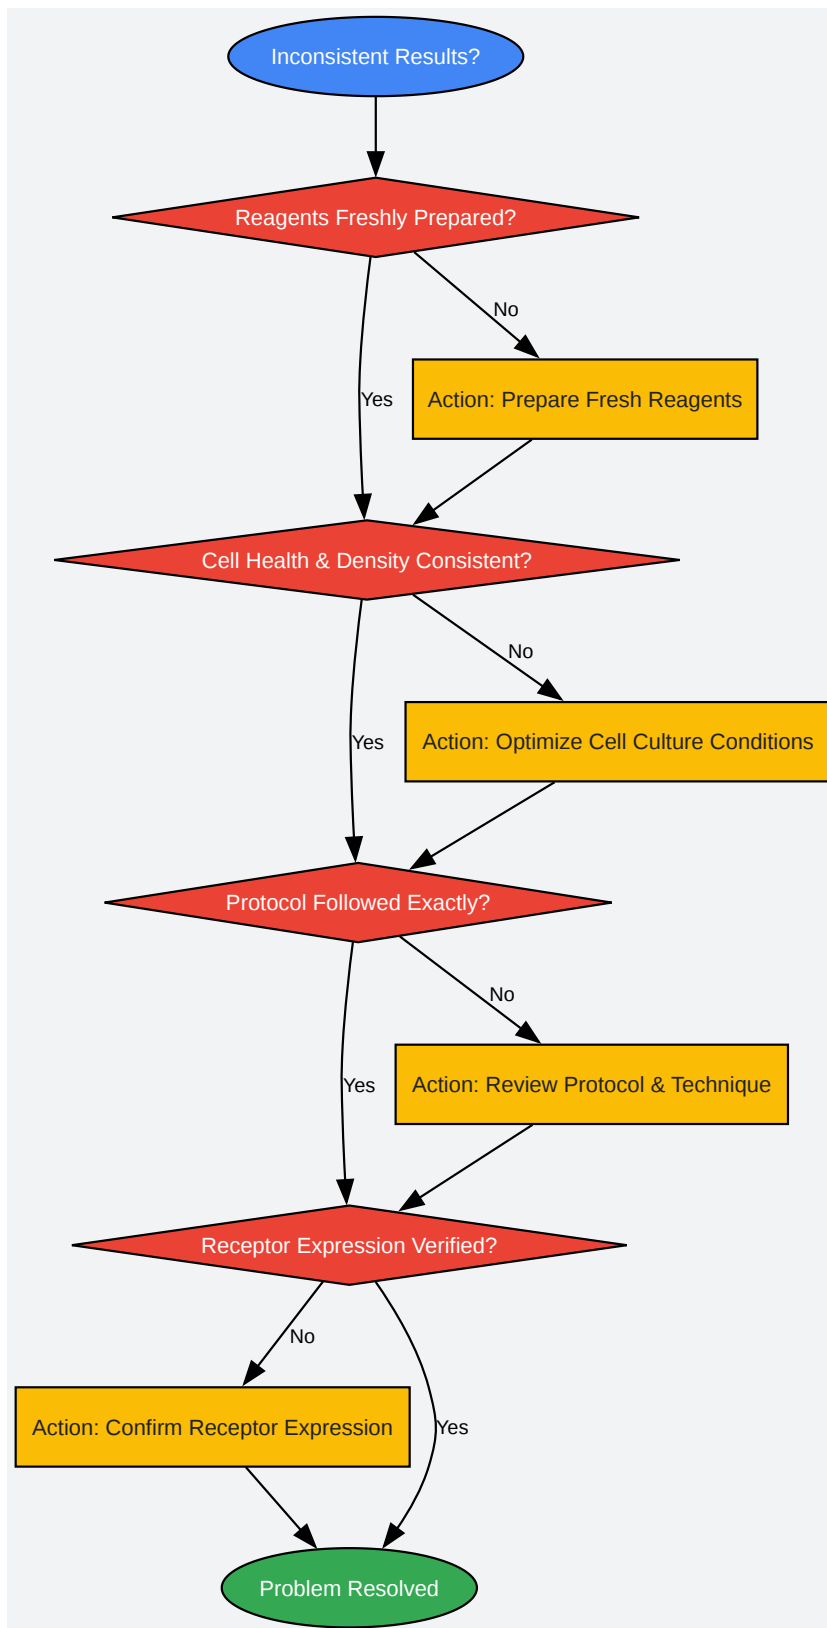 Inconsistent Results?
Reagents Freshly Prepared?
No
Yes
Action: Prepare Fresh Reagents
Cell Health & Density Consistent?
No
Yes
Action: Optimize Cell Culture Conditions
Protocol Followed Exactly?
No
Yes
Action: Review Protocol & Technique
Receptor Expression Verified?
No
Action: Confirm Receptor Expression
Yes
Problem Resolved